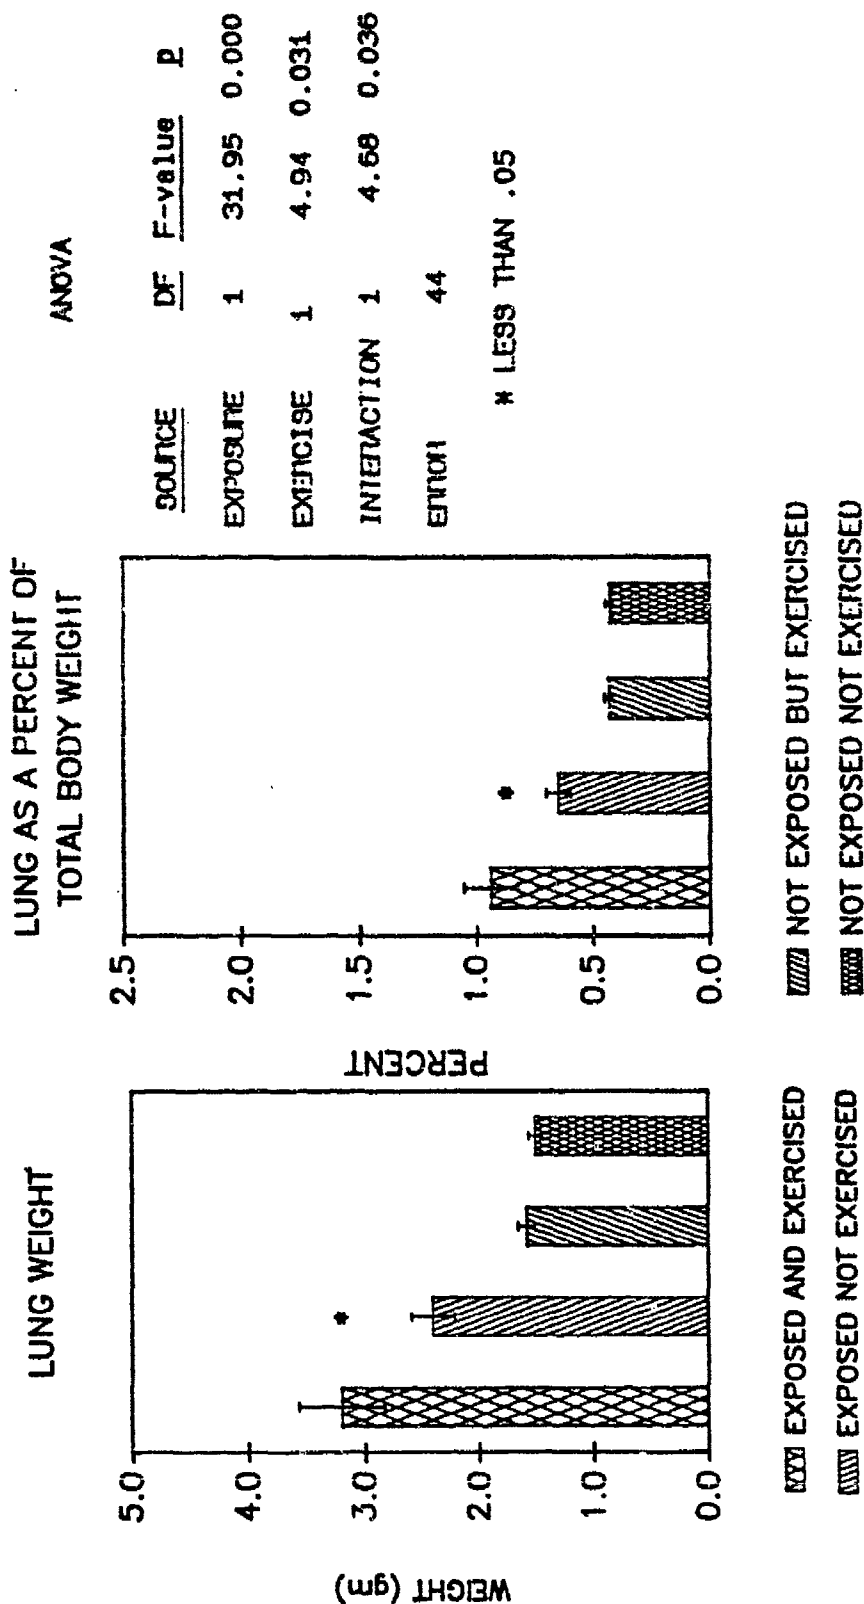 LUNG WEIGHT
WEIGHT (gm)
5.0
4.0
3.0
2.0
1.0
0.0
*
LUNG AS A PERCENT OF
TOTAL BODY WEIGHT
PERCENT
2.5
2.0
1.5
1.0
0.5
0.0
*
ANOVA
SOURCE DF F-value p
EXPOSURE 1 31.95 0.000
EXERCISE 1 4.94 0.031
INTERACTION 1 4.68 0.036
ERROR 44
* LESS THAN .05
EXPOSED AND EXERCISED
EXPOSED NOT EXERCISED
NOT EXPOSED BUT EXERCISED
NOT EXPOSED NOT EXERCISED